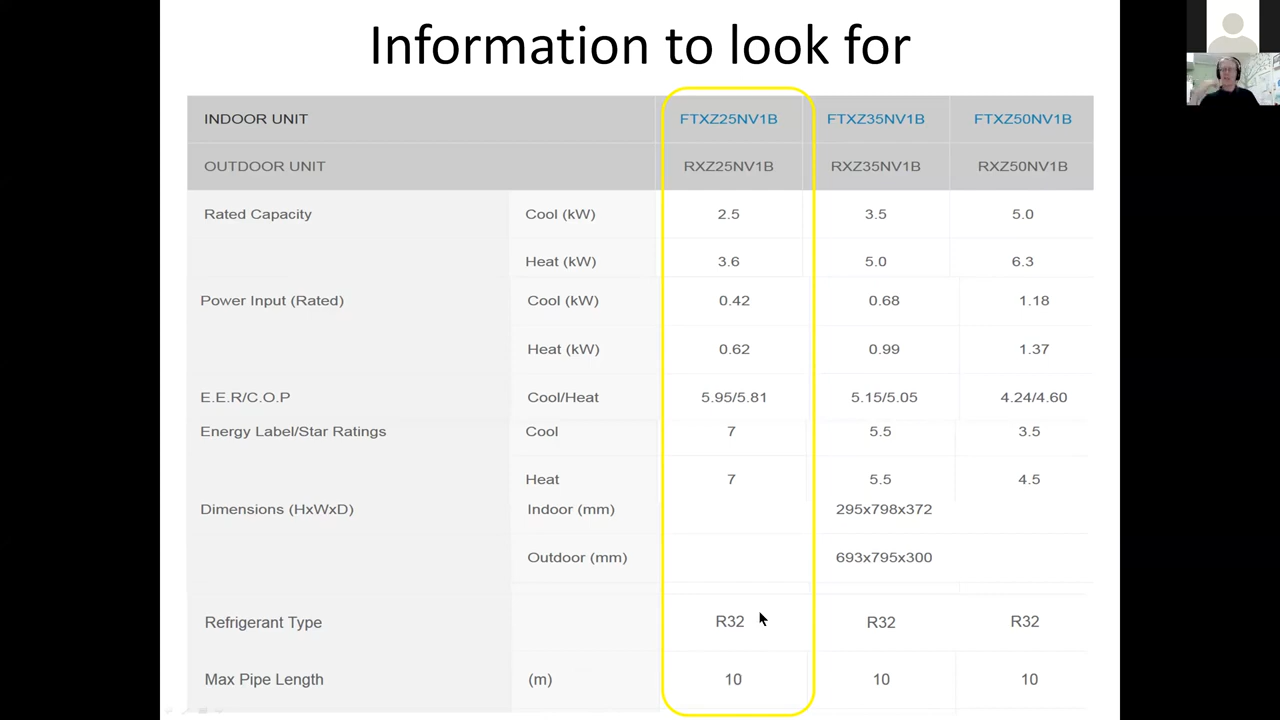 Information to look for
INDOOR UNIT FTXZ25NV1B FTXZ35NV1B FTXZ50NV1B
OUTDOOR UNIT RXZ25NV1B RXZ35NV1B RXZ50NV1B
Rated Capacity Cool (kW) 2.5 3.5 5.0
Heat (kW) 3.6 5.0 6.3
Power Input (Rated) Cool (kW) 0.42 0.68 1.18
Heat (kW) 0.62 0.99 1.37
E.E.R/C.O.P Cool/Heat 5.95/5.81 5.15/5.05 4.24/4.60
Energy Label/Star Ratings Cool 7 5.5 3.5
Heat 7 5.5 4.5
Dimensions (HxWxD) Indoor (mm) 295x798x372
Outdoor (mm) 693x795x300
Refrigerant Type R32 R32 R32
Max Pipe Length (m) 10 10 10